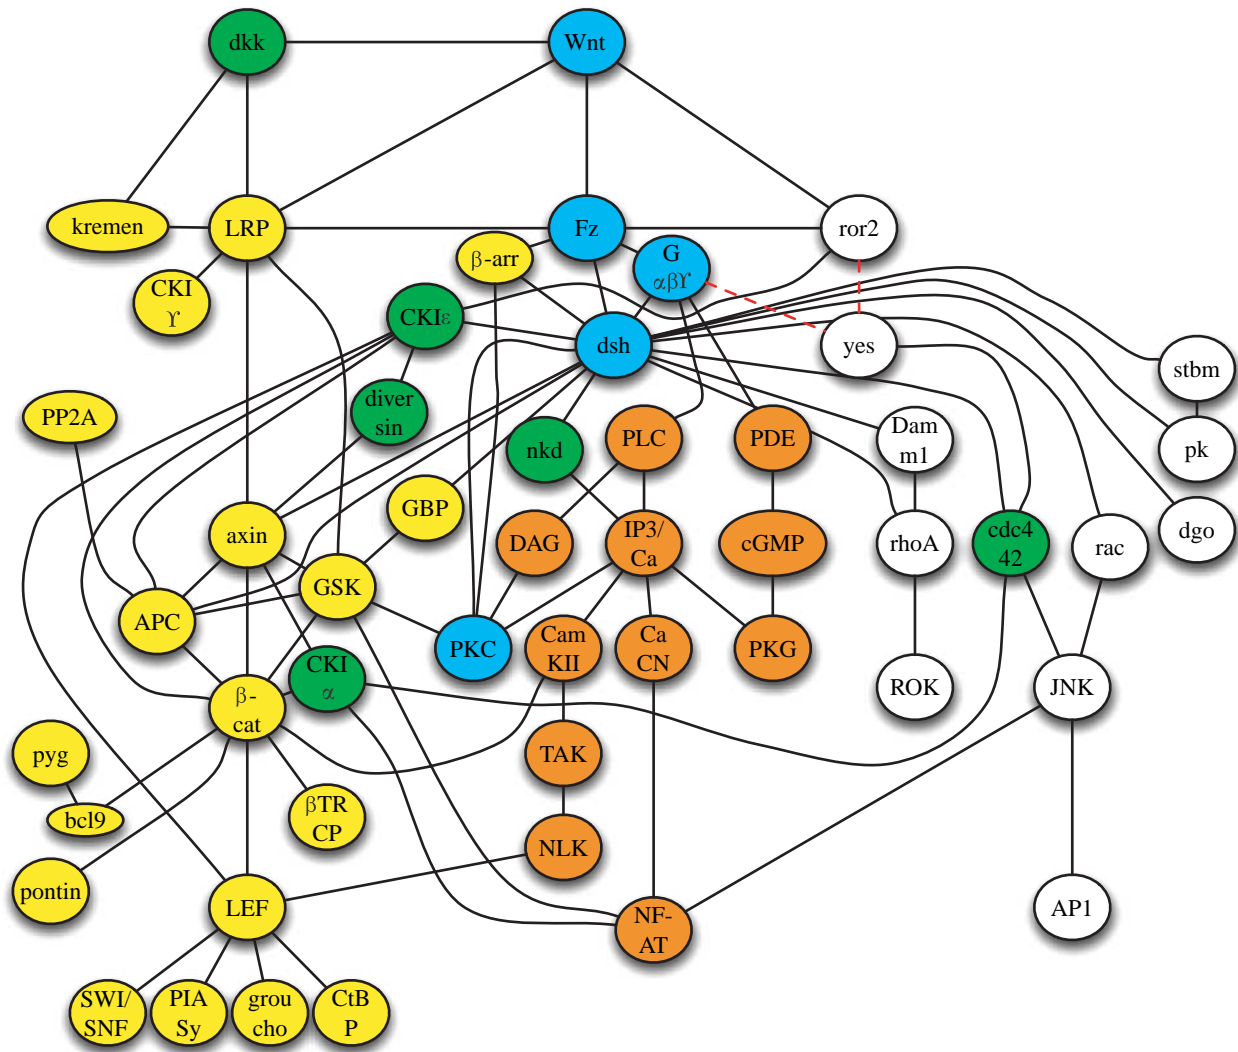 dkk
Wnt
kremen
LRP
Fz
ror2
β-arr
G
αβϒ
CKI
ϒ
CKIε
dsh
yes
stbm
PP2A
diver
sin
nkd
PLC
PDE
Dam
m1
pk
GBP
axin
DAG
IP3/
Ca
cGMP
rhoA
cdc4
42
rac
dgo
GSK
APC
PKC
Cam
KII
Ca
CN
PKG
CKI
α
ROK
JNK
β-
cat
pyg
TAK
bcl9
βTR
CP
NLK
pontin
LEF
NF-
AT
AP1
SWI/
SNF
PIA
Sy
grou
cho
CtB
P